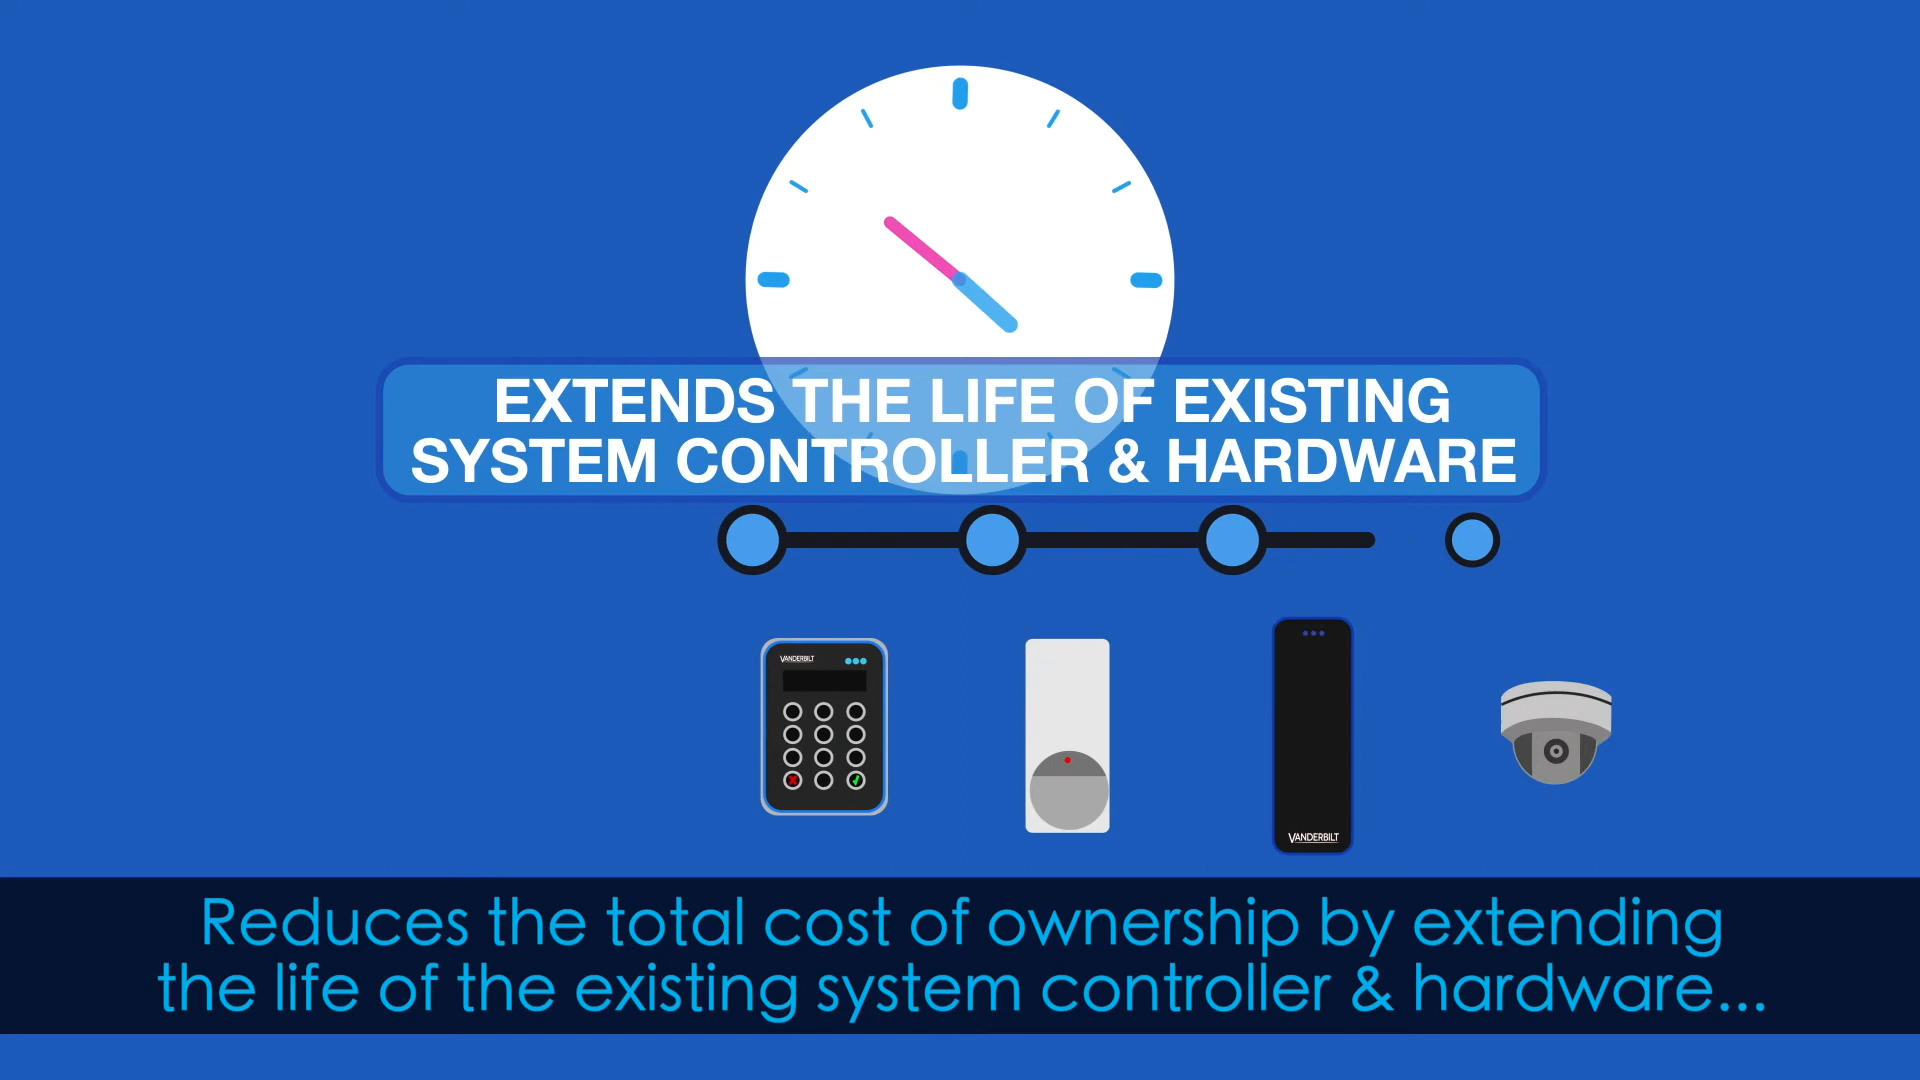 EXTENDS THE LIFE OF EXISTING
SYSTEM CONTROLLER & HARDWARE
VANDERBILT
VANDERBILT
Reduces the total cost of ownership by extending
the life of the existing system controller & hardware...